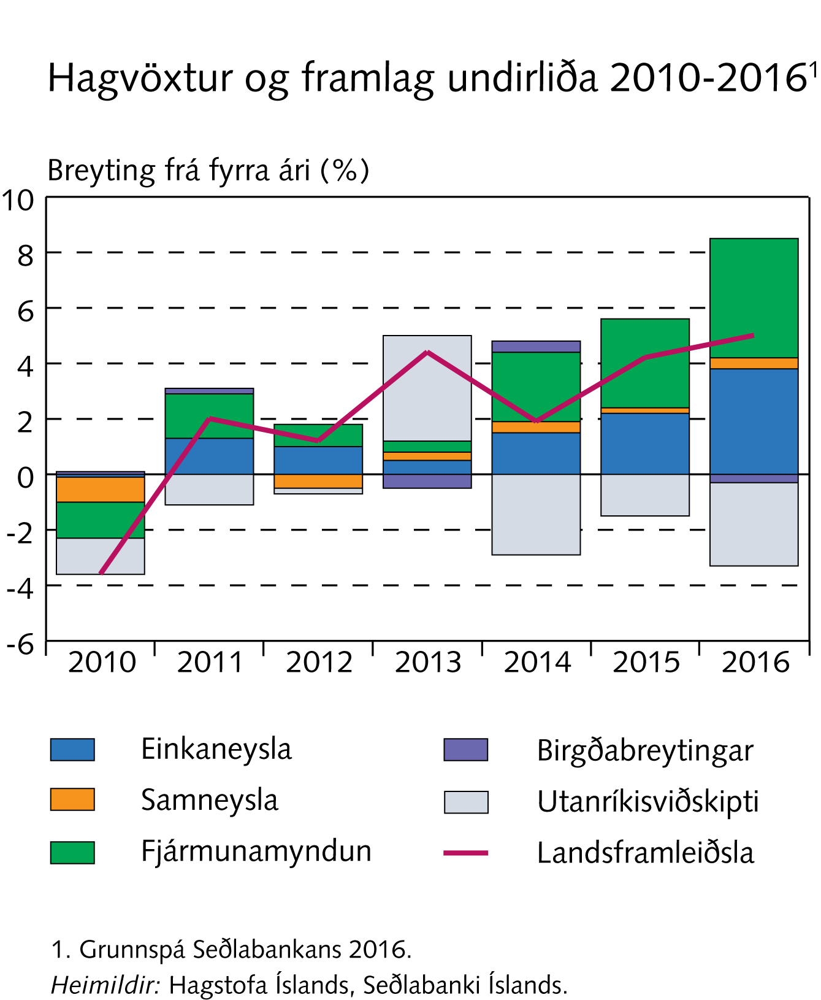 Hagvöxtur og framlag undirliða 2010-2016¹
Breyting frá fyrra ári (%)
10
8
6
4
2
0
-2
-4
-6
2010 2011 2012 2013 2014 2015 2016
Einkaneysla
Samneysla
Fjármunamyndun
Birgðabreytingar
Utanríkisviðskipti
Landsframleiðsla
1. Grunnspá Seðlabankans 2016.
Heimildir: Hagstofa Íslands, Seðlabanki Íslands.